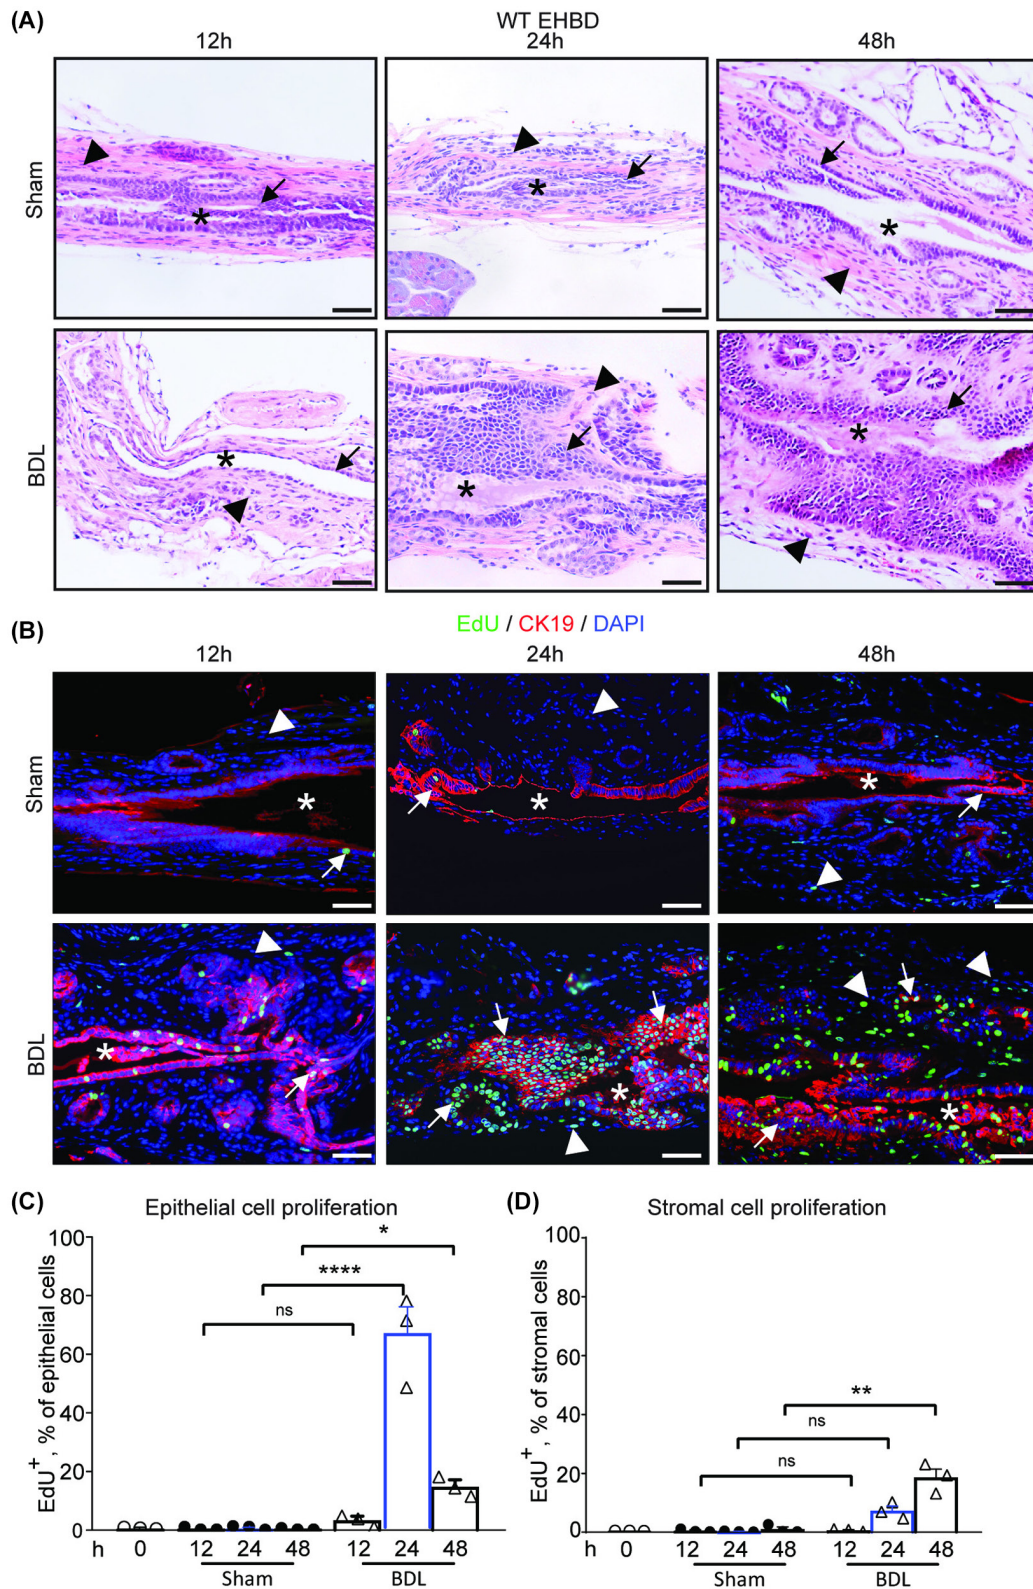 (A)
WT EHBD
12h 24h 48h
Sham
* * *
BDL
* * *
(B)
EdU / CK19 / DAPI
12h 24h 48h
Sham
* * *
BDL
* * *
(C) Epithelial cell proliferation
EdU+, % of epithelial cells
100
80
60
40
20
0
*
****
ns
h 0 12 24 48 12 24 48
Sham BDL
(D) Stromal cell proliferation
EdU+, % of stromal cells
100
80
60
40
20
0
**
ns
ns
h 0 12 24 48 12 24 48
Sham BDL